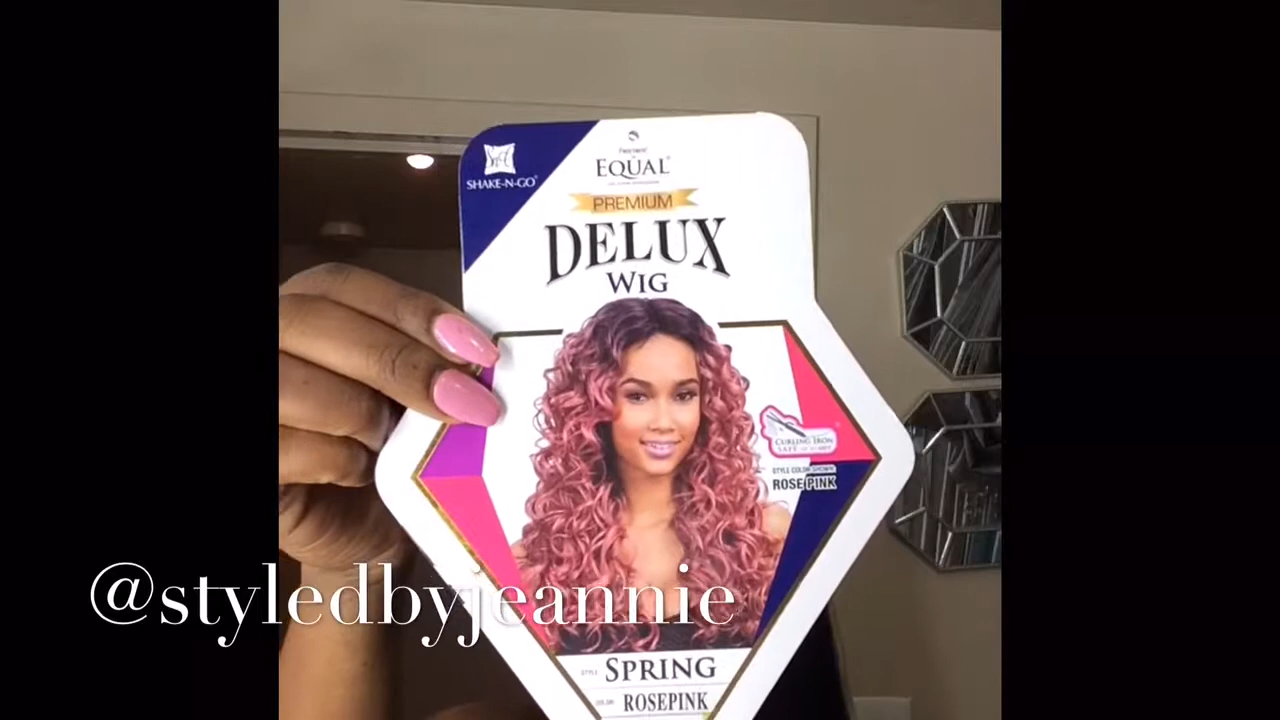 SHAKE-N-GO®
FreeTress®
EQUAL®
PREMIUM
DELUX
WIG
CURLING IRON
SAFE
STYLE COLOR SHOWN:
ROSE PINK
@styledbyjeannie
STYLE: SPRING
COLOR: ROSEPINK